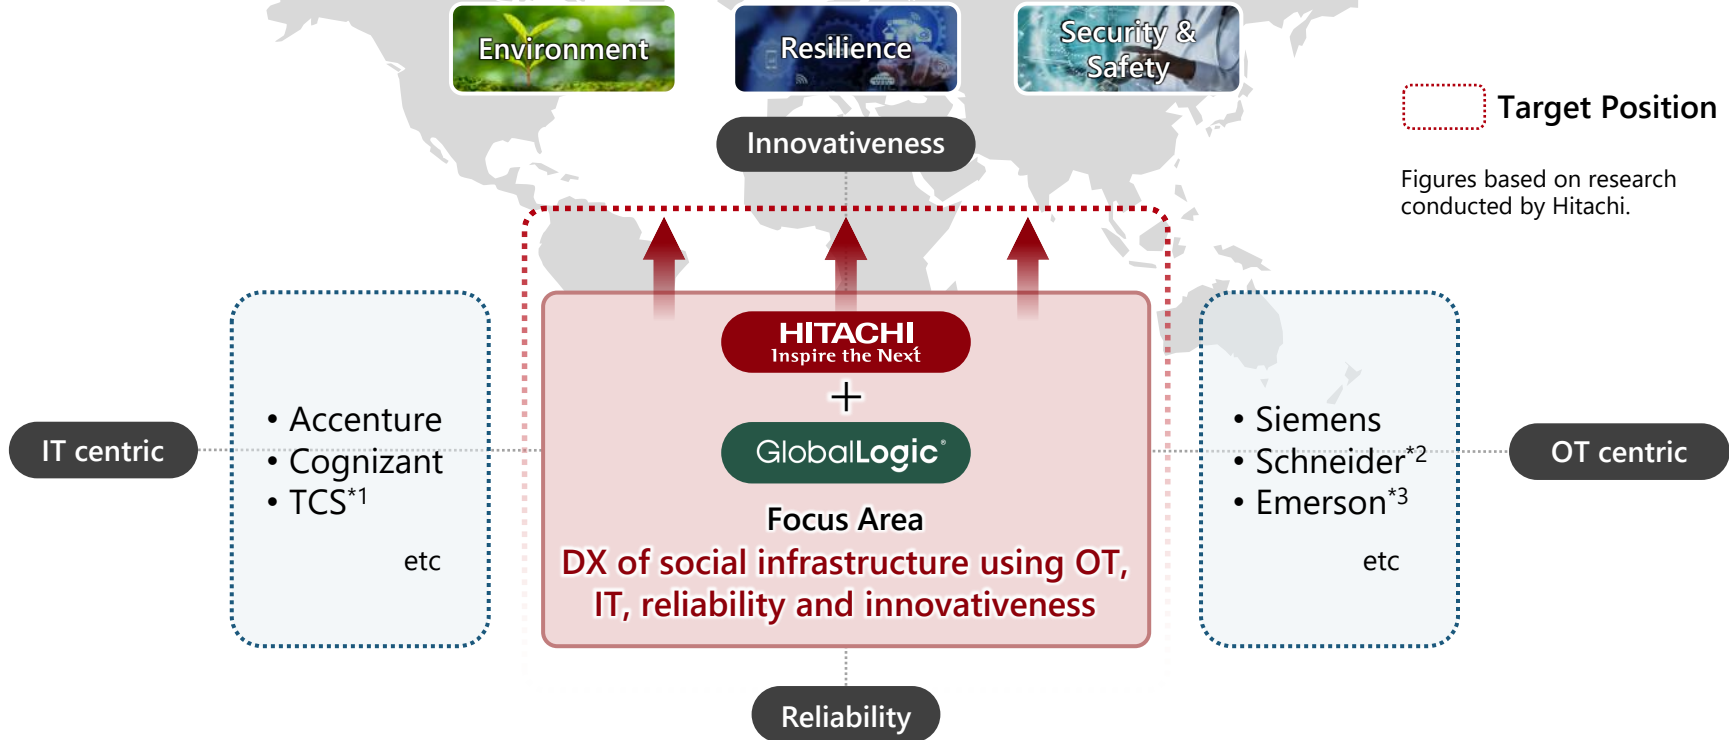 Environment
Resilience
Security &
Safety
Target Position
Innovativeness
Figures based on research
conducted by Hitachi.
HITACHI
Inspire the Next
+
GlobalLogic®
Focus Area
DX of social infrastructure using OT,
IT, reliability and innovativeness
IT centric
• Accenture
• Cognizant
• TCS*1
etc
• Siemens
• Schneider*2
• Emerson*3
etc
OT centric
Reliability